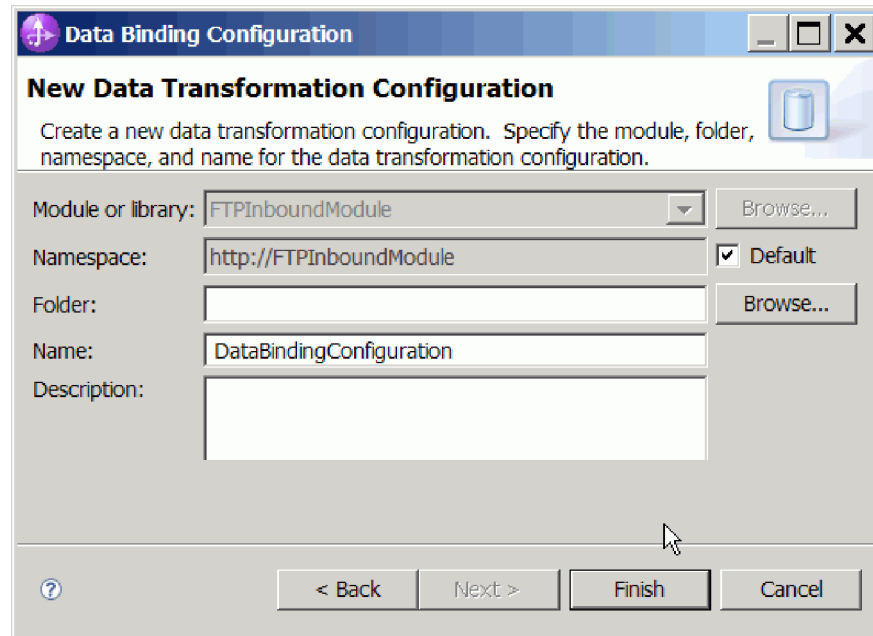 Data Binding Configuration
New Data Transformation Configuration
Create a new data transformation configuration.  Specify the module, folder,
namespace, and name for the data transformation configuration.
Module or library: FTPInboundModule Browse...
Namespace: http://FTPInboundModule Default
Folder: Browse...
Name: DataBindingConfiguration
Description:
? < Back Next > Finish Cancel